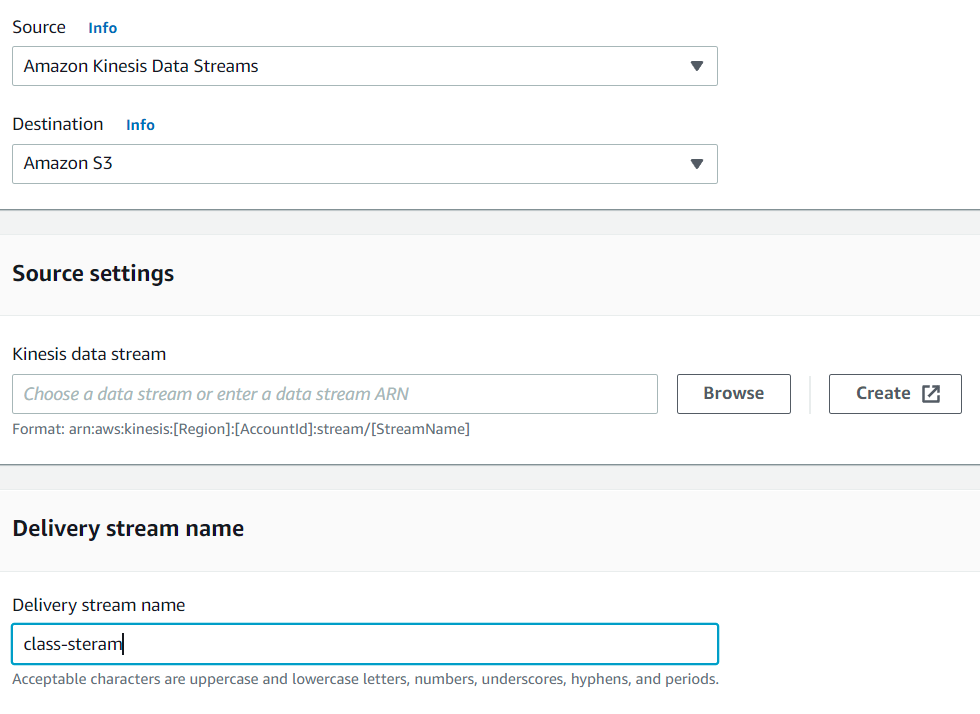 Source Info
Amazon Kinesis Data Streams
Destination Info
Amazon S3
Source settings
Kinesis data stream
Choose a data stream or enter a data stream ARN
Browse
Create
Format: arn:aws:kinesis:[Region]:[AccountId]:stream/[StreamName]
Delivery stream name
Delivery stream name
class-steram
Acceptable characters are uppercase and lowercase letters, numbers, underscores, hyphens, and periods.